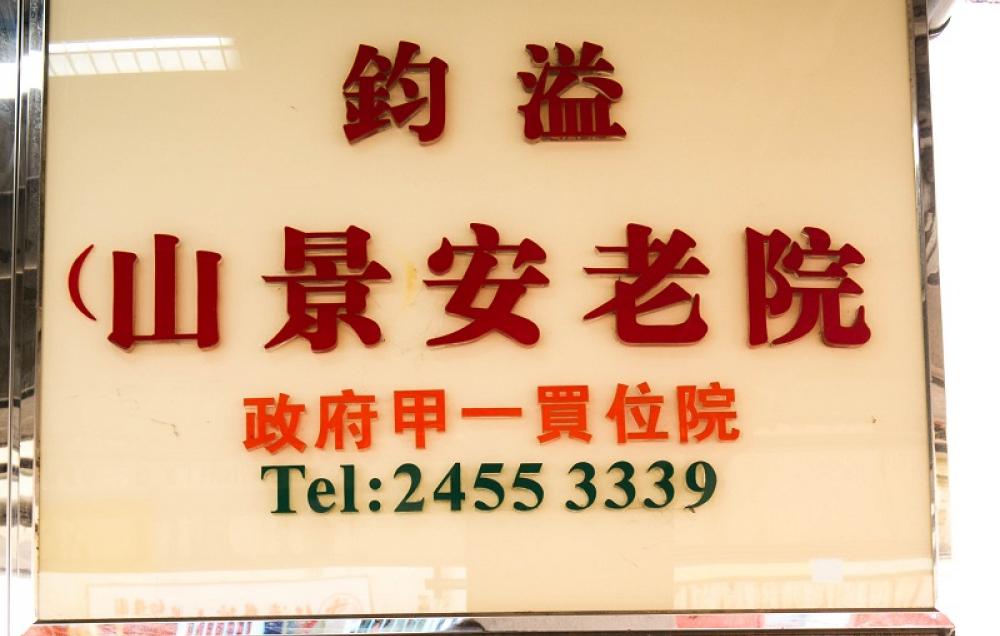 鈞溢
(山景安老院
政府甲一買位院
Tel:2455 3339